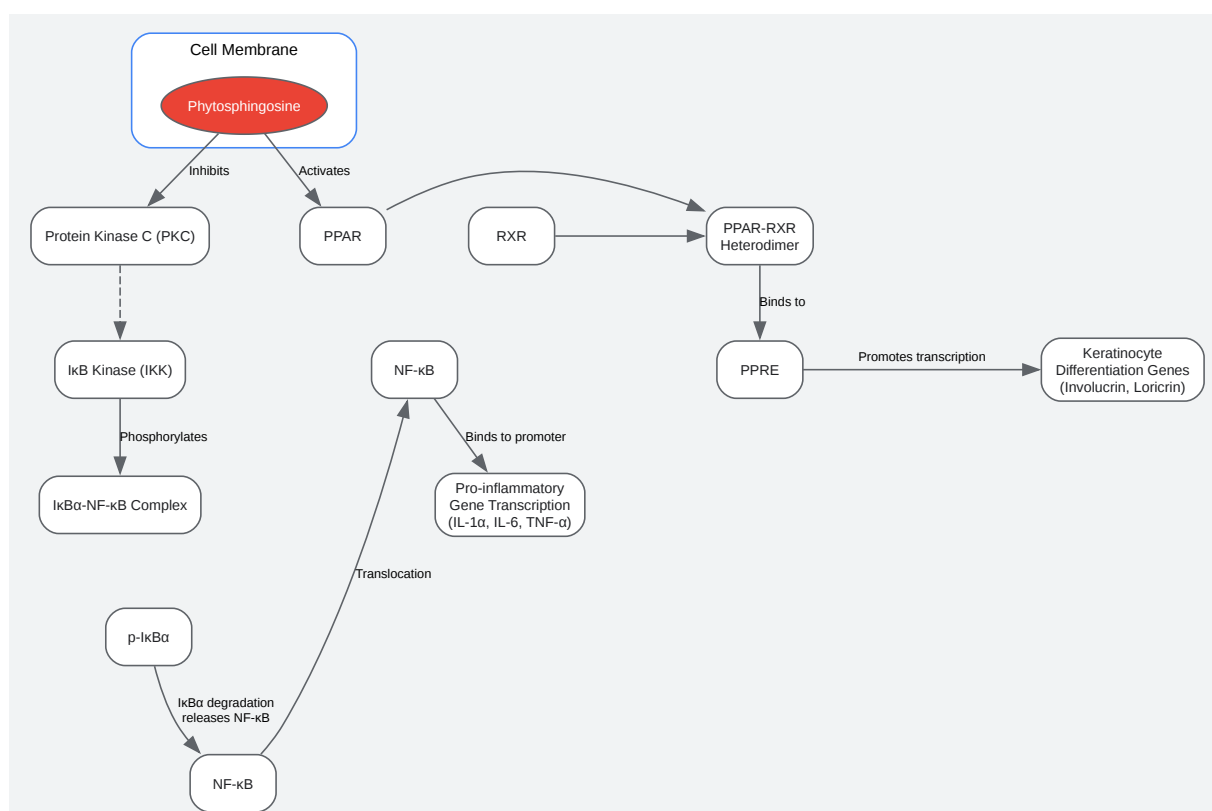 Cell Membrane
Phytosphingosine
Inhibits
Activates
Protein Kinase C (PKC)
PPAR
RXR
PPAR-RXR
Heterodimer
Binds to
IκB Kinase (IKK)
NF-κB
PPRE
Promotes transcription
Keratinocyte
Differentiation Genes
(Involucrin, Loricrin)
Phosphorylates
Binds to promoter
IκBα-NF-κB Complex
Pro-inflammatory
Gene Transcription
(IL-1α, IL-6, TNF-α)
Translocation
p-IκBα
IκBα degradation
releases NF-κB
NF-κB